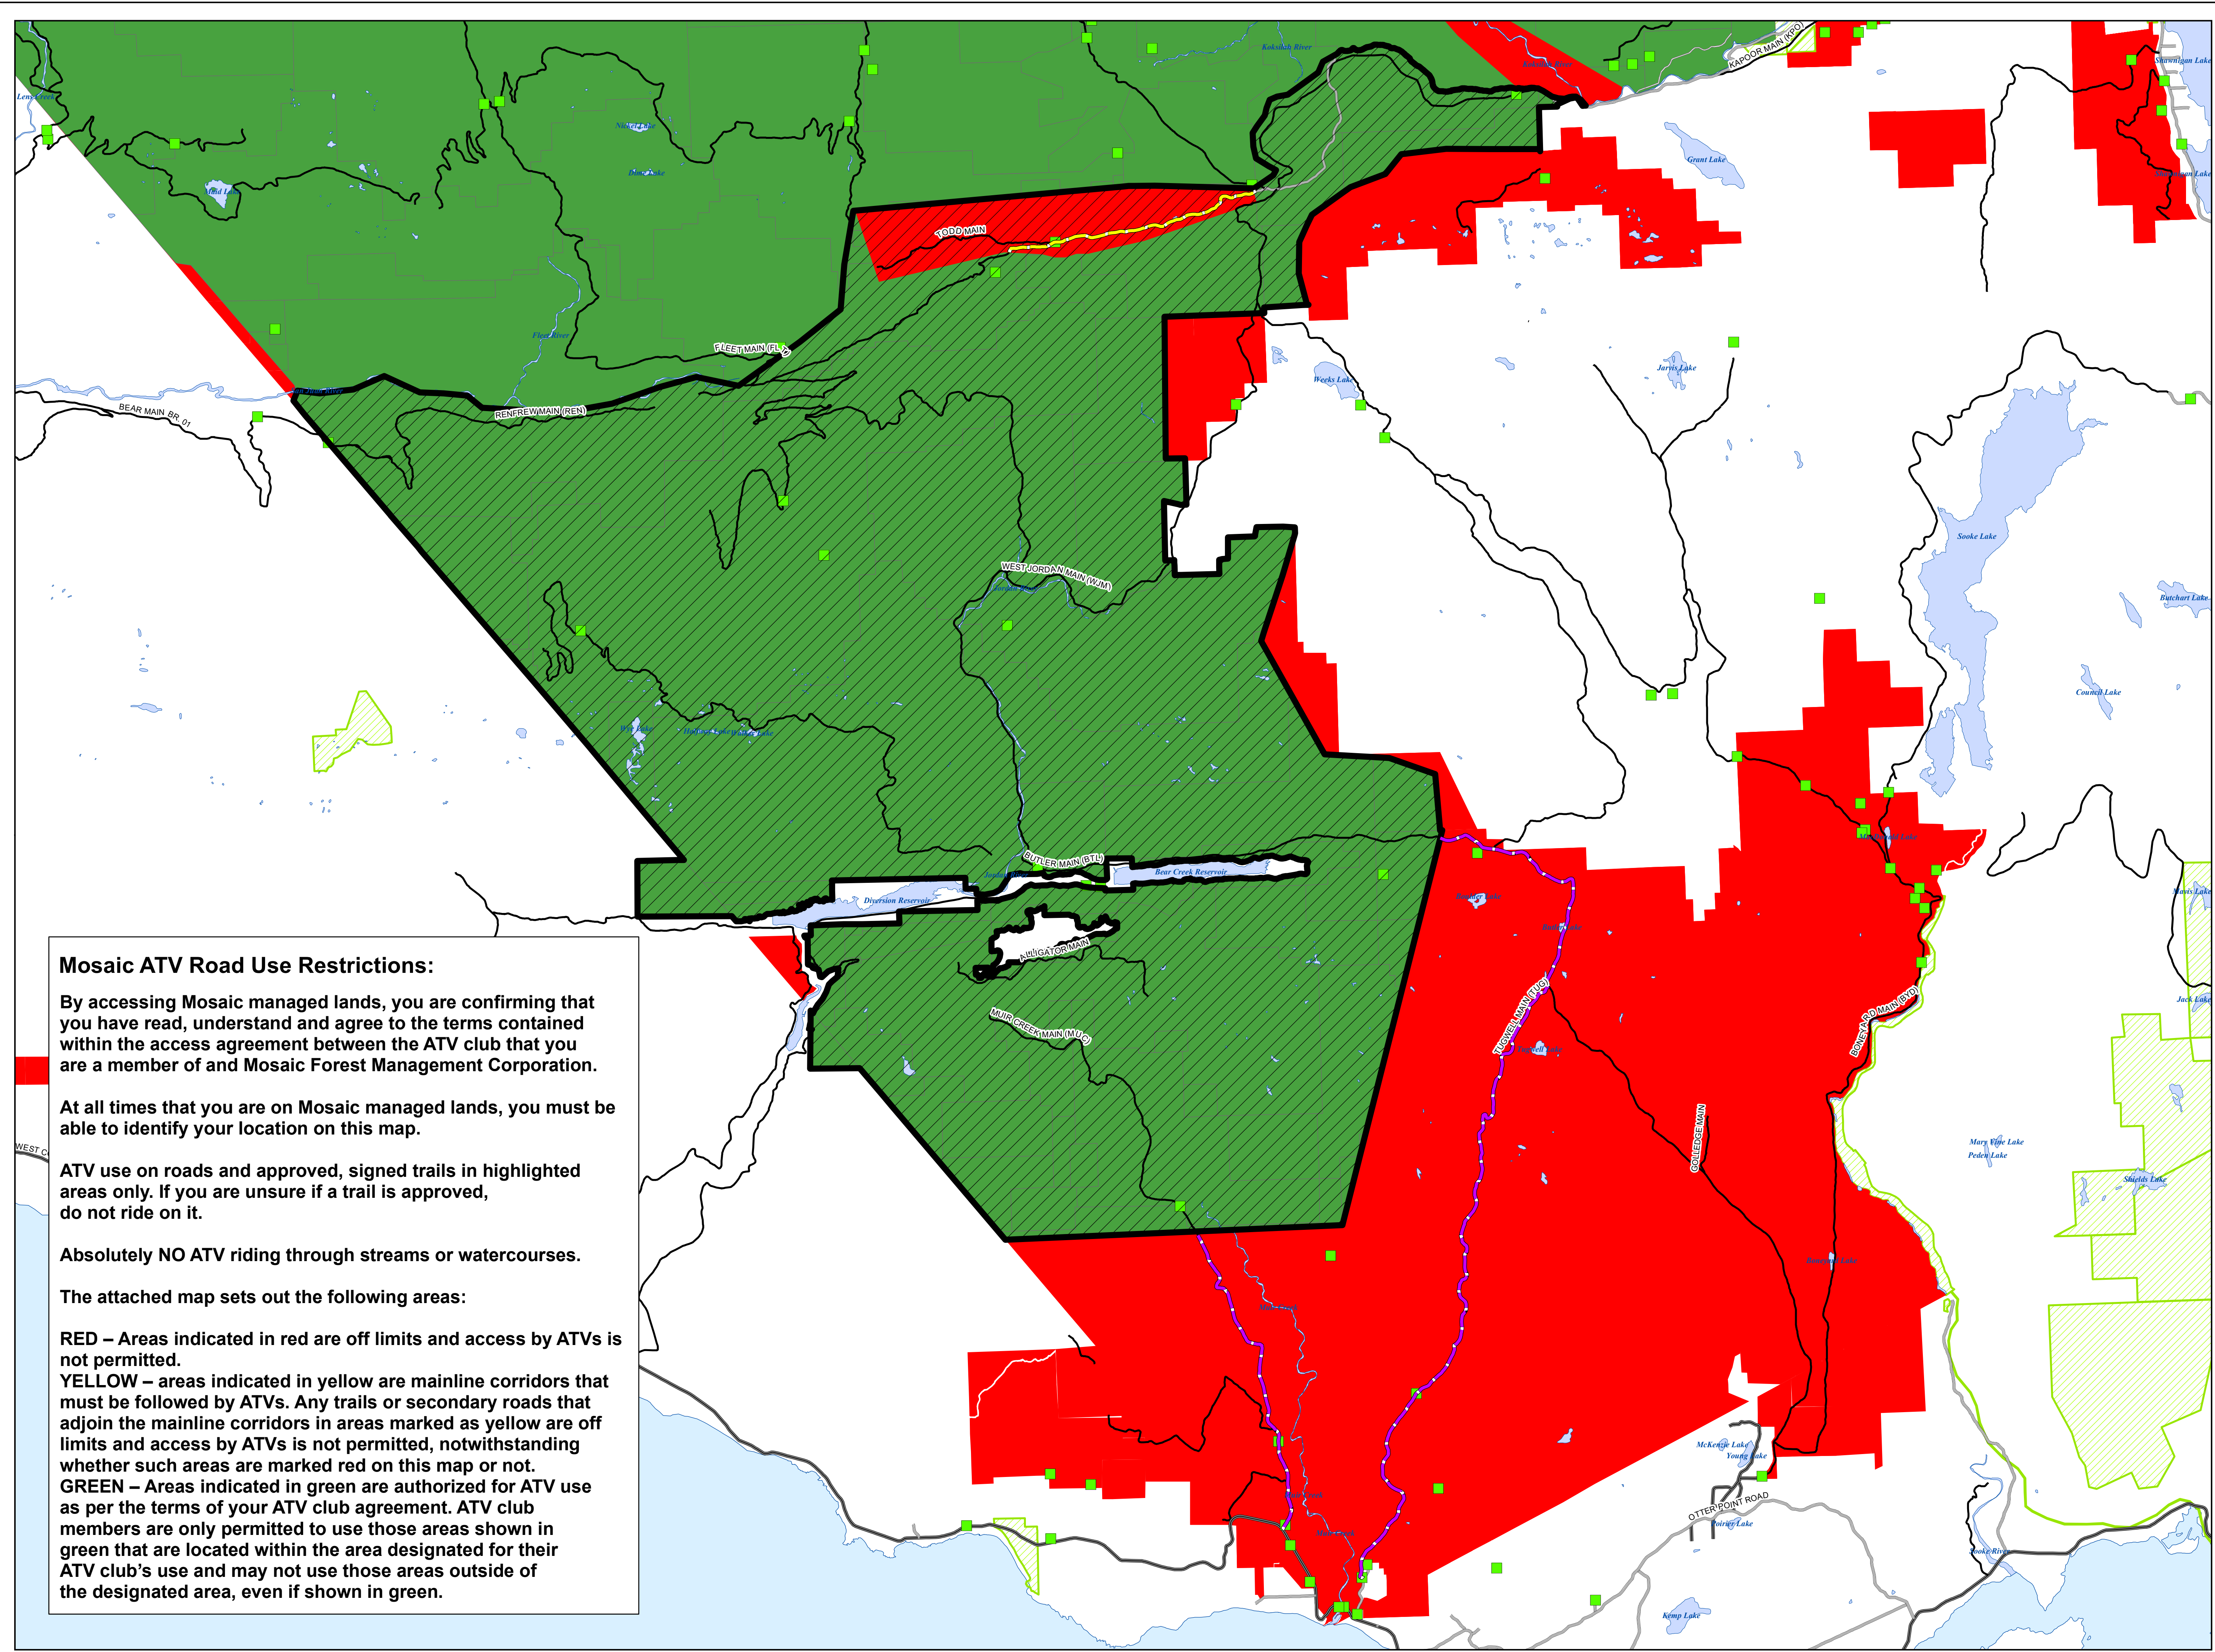 Koksilah River
KAPOOR MAIN (KPO)
Shawnigan Lake
Nickel Lake
Grant Lake
Dime Lake
TODD MAIN
Fleet River
FLEET MAIN
Weeks Lake
Jarvis Lake
RENFREW MAIN (REN)
BEAR MAIN BR. 01
Sooke Lake
WEST JORDAN MAIN (WJM)
Butchart Lake
Council Lake
Wye Lake
Walker Lake
BUTLER MAIN (BTL)
Bear Creek Reservoir
Mavis Lake
Diversion Reservoir
ALLIGATOR MAIN
Jack Lake
MUIR CREEK MAIN (MUC)
TUGWELL MAIN (TUG)
Tugwell Lake
BONEYARD MAIN (BYD)
GOLLEDGE MAIN
Mary Vine Lake
Peden Lake
Shields Lake
McKenzie Lake
Young Lake
OTTER POINT ROAD
Poirier Lake
Sooke River
Kemp Lake
Mosaic ATV Road Use Restrictions:
By accessing Mosaic managed lands, you are confirming that
you have read, understand and agree to the terms contained
within the access agreement between the ATV club that you
are a member of and Mosaic Forest Management Corporation.
At all times that you are on Mosaic managed lands, you must be
able to identify your location on this map.
ATV use on roads and approved, signed trails in highlighted
areas only. If you are unsure if a trail is approved,
do not ride on it.
Absolutely NO ATV riding through streams or watercourses.
The attached map sets out the following areas:
RED – Areas indicated in red are off limits and access by ATVs is
not permitted.
YELLOW – areas indicated in yellow are mainline corridors that
must be followed by ATVs. Any trails or secondary roads that
adjoin the mainline corridors in areas marked as yellow are off
limits and access by ATVs is not permitted, notwithstanding
whether such areas are marked red on this map or not.
GREEN – Areas indicated in green are authorized for ATV use
as per the terms of your ATV club agreement. ATV club
members are only permitted to use those areas shown in
green that are located within the area designated for their
ATV club's use and may not use those areas outside of
the designated area, even if shown in green.